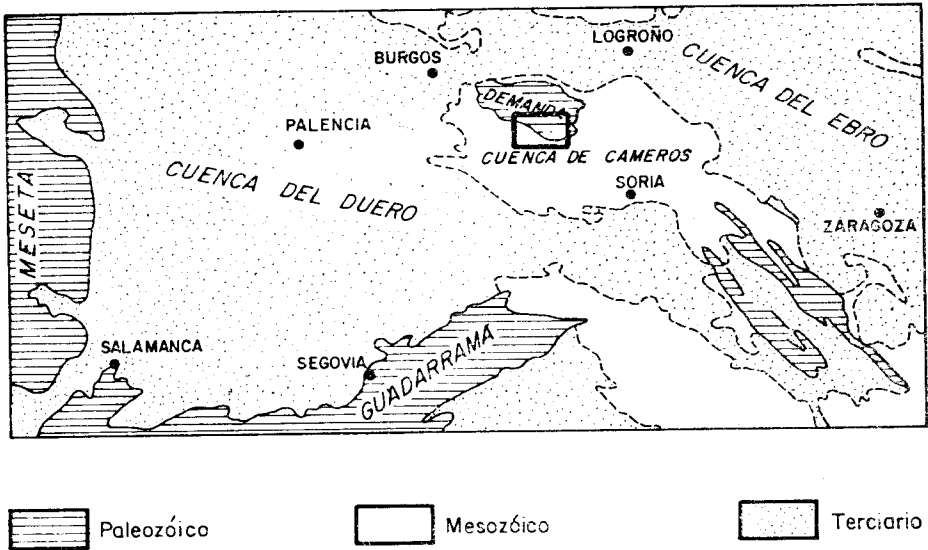 LOGROÑO
BURGOS
CUENCA DEL EBRO
DEMANDA
PALENCIA
CUENCA DE CAMEROS
CUENCA DEL DUERO
SORIA
MESETA
ZARAGOZA
SALAMANCA
SEGOVIA
GUADARRAMA
Paleozóico
Mesozóico
Terciario